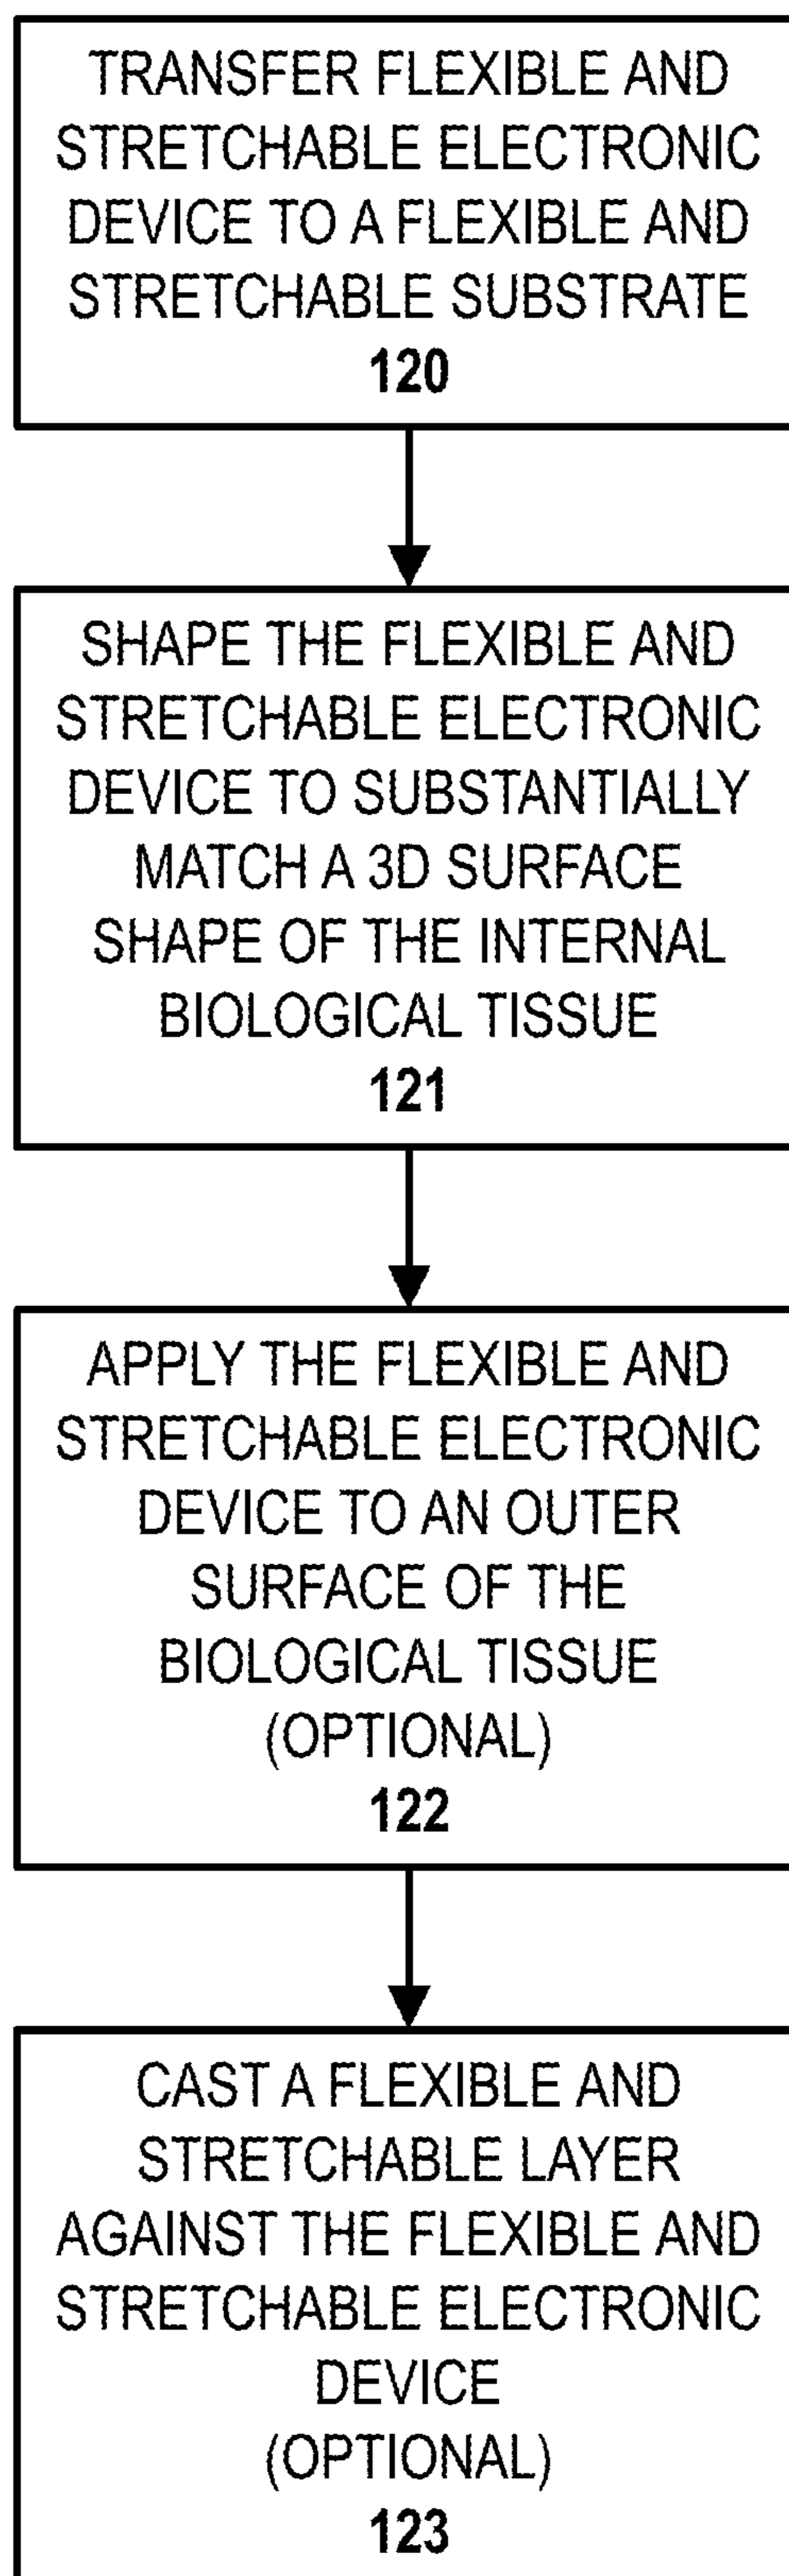 TRANSFER FLEXIBLE AND
STRETCHABLE ELECTRONIC
DEVICE TO A FLEXIBLE AND
STRETCHABLE SUBSTRATE
120
SHAPE THE FLEXIBLE AND
STRETCHABLE ELECTRONIC
DEVICE TO SUBSTANTIALLY
MATCH A 3D SURFACE
SHAPE OF THE INTERNAL
BIOLOGICAL TISSUE
121
APPLY THE FLEXIBLE AND
STRETCHABLE ELECTRONIC
DEVICE TO AN OUTER
SURFACE OF THE
BIOLOGICAL TISSUE
(OPTIONAL)
122
CAST A FLEXIBLE AND
STRETCHABLE LAYER
AGAINST THE FLEXIBLE AND
STRETCHABLE ELECTRONIC
DEVICE
(OPTIONAL)
123